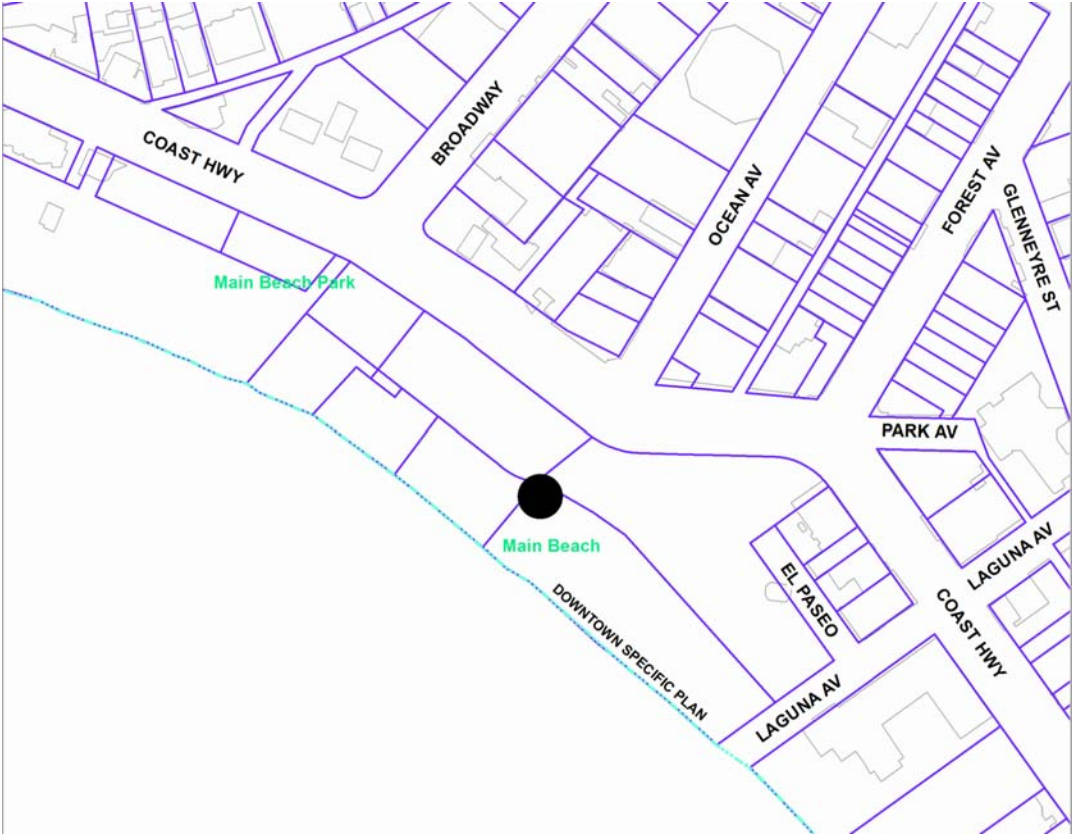 COAST HWY
BROADWAY
OCEAN AV
FOREST AV
GLENNEYRE ST
Main Beach Park
PARK AV
Main Beach
LAGUNA AV
EL PASEO
COAST HWY
DOWNTOWN SPECIFIC PLAN
LAGUNA AV